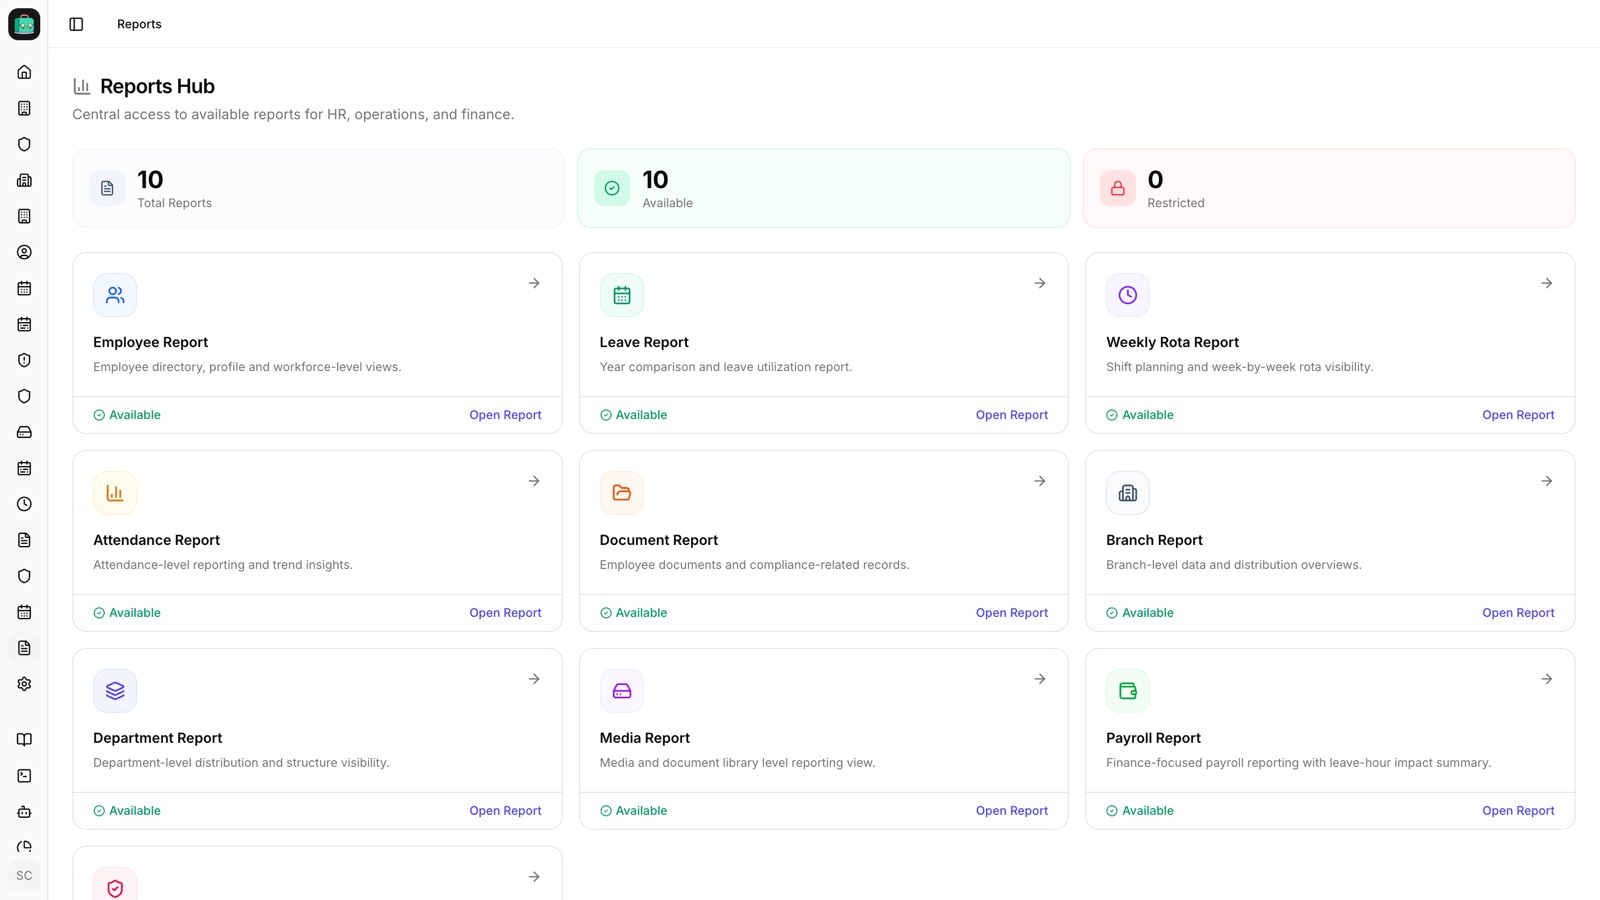 Reports
Reports Hub
Central access to available reports for HR, operations, and finance.
10
Total Reports
10
Available
0
Restricted
Employee Report
Employee directory, profile and workforce-level views.
Available
Open Report
Leave Report
Year comparison and leave utilization report.
Available
Open Report
Weekly Rota Report
Shift planning and week-by-week rota visibility.
Available
Open Report
Attendance Report
Attendance-level reporting and trend insights.
Available
Open Report
Document Report
Employee documents and compliance-related records.
Available
Open Report
Branch Report
Branch-level data and distribution overviews.
Available
Open Report
Department Report
Department-level distribution and structure visibility.
Available
Open Report
Media Report
Media and document library level reporting view.
Available
Open Report
Payroll Report
Finance-focused payroll reporting with leave-hour impact summary.
Available
Open Report
SC